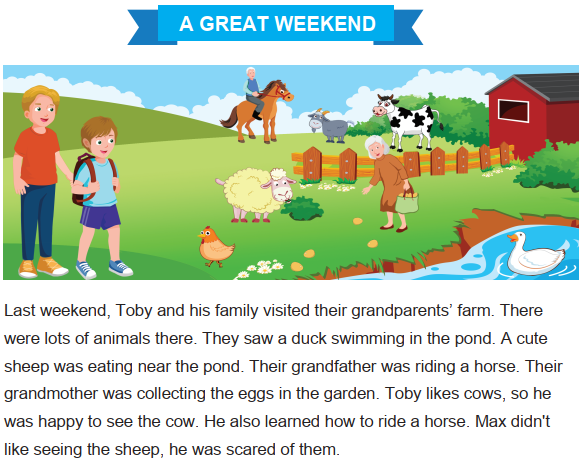 A GREAT WEEKEND
Last weekend, Toby and his family visited their grandparents’ farm. There
were lots of animals there. They saw a duck swimming in the pond. A cute
sheep was eating near the pond. Their grandfather was riding a horse. Their
grandmother was collecting the eggs in the garden. Toby likes cows, so he
was happy to see the cow. He also learned how to ride a horse. Max didn't
like seeing the sheep, he was scared of them.